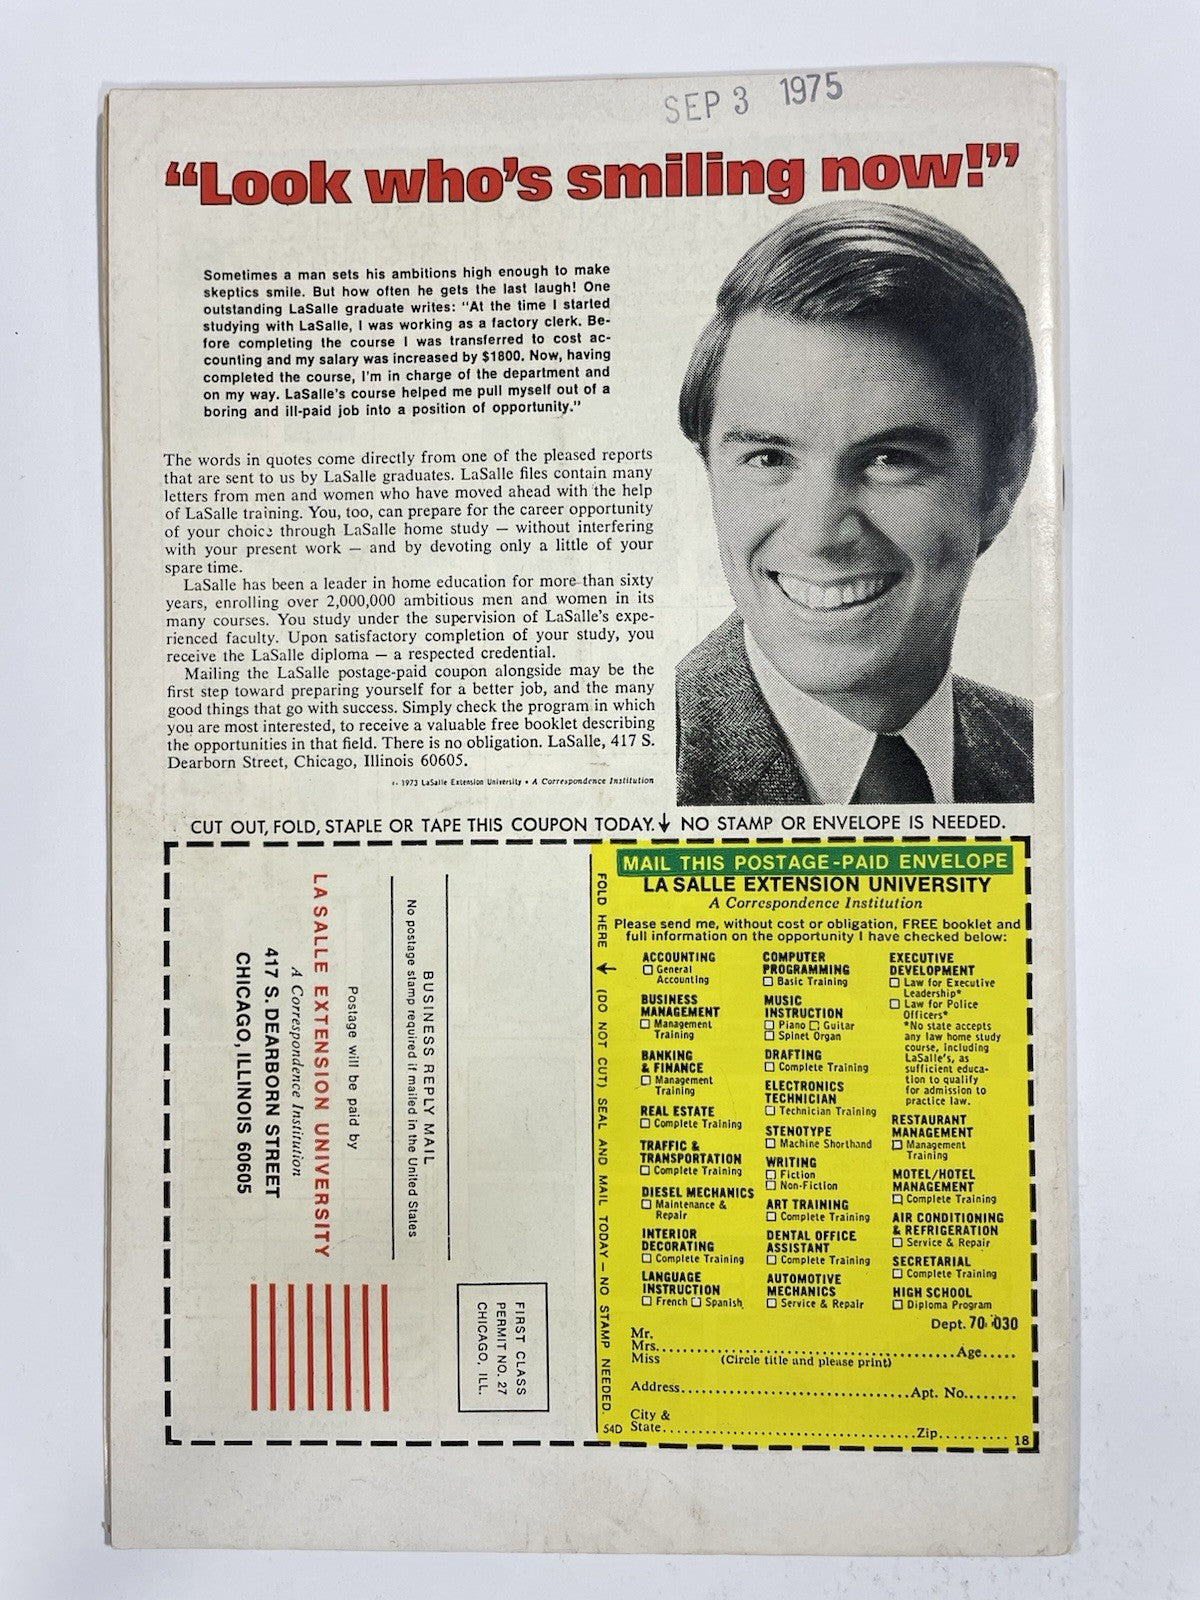 SEP 3 1975
“Look who’s smiling now!”
Sometimes a man sets his ambitions high enough to make
skeptics smile. But how often he gets the last laugh! One
outstanding LaSalle graduate writes: “At the time I started
studying with LaSalle, I was working as a factory clerk. Be-
fore completing the course I was transferred to cost ac-
counting and my salary was increased by $1800. Now, having
completed the course, I’m in charge of the department and
on my way. LaSalle’s course helped me pull myself out of a
boring and ill-paid job into a position of opportunity.”
The words in quotes come directly from one of the pleased reports
that are sent to us by LaSalle graduates. LaSalle files contain many
letters from men and women who have moved ahead with the help
of LaSalle training. You, too, can prepare for the career opportunity
of your choice through LaSalle home study — without interfering
with your present work — and by devoting only a little of your
spare time.
LaSalle has been a leader in home education for more than sixty
years, enrolling over 2,000,000 ambitious men and women in its
many courses. You study under the supervision of LaSalle’s expe-
rienced faculty. Upon satisfactory completion of your study, you
receive the LaSalle diploma — a respected credential.
Mailing the LaSalle postage-paid coupon alongside may be the
first step toward preparing yourself for a better job, and the many
good things that go with success. Simply check the program in which
you are most interested, to receive a valuable free booklet describing
the opportunities in that field. There is no obligation. LaSalle, 417 S.
Dearborn Street, Chicago, Illinois 60605.
1973 LaSalle Extension University • A Correspondence Institution
CUT OUT, FOLD, STAPLE OR TAPE THIS COUPON TODAY. NO STAMP OR ENVELOPE IS NEEDED.
FIRST CLASS
PERMIT NO. 27
CHICAGO, ILL.
BUSINESS REPLY MAIL
No postage stamp required if mailed in the United States
Postage will be paid by
LASALLE EXTENSION UNIVERSITY
A Correspondence Institution
417 S. DEARBORN STREET
CHICAGO, ILLINOIS 60605
FOLD HERE (DO NOT CUT) SEAL AND MAIL TODAY — NO STAMP NEEDED.
54D
MAIL THIS POSTAGE-PAID ENVELOPE
LA SALLE EXTENSION UNIVERSITY
A Correspondence Institution
Please send me, without cost or obligation, FREE booklet and
full information on the opportunity I have checked below:
ACCOUNTING
☐ General
Accounting
BUSINESS
MANAGEMENT
☐ Management
Training
BANKING
& FINANCE
☐ Management
Training
REAL ESTATE
☐ Complete Training
TRAFFIC &
TRANSPORTATION
☐ Complete Training
DIESEL MECHANICS
☐ Maintenance &
Repair
INTERIOR
DECORATING
☐ Complete Training
LANGUAGE
INSTRUCTION
☐ French ☐ Spanish
COMPUTER
PROGRAMMING
☐ Basic Training
MUSIC
INSTRUCTION
☐ Piano ☐ Guitar
☐ Spinet Organ
DRAFTING
☐ Complete Training
ELECTRONICS
TECHNICIAN
☐ Technician Training
STENOTYPE
☐ Machine Shorthand
WRITING
☐ Fiction
☐ Non-Fiction
ART TRAINING
☐ Complete Training
DENTAL OFFICE
ASSISTANT
☐ Complete Training
AUTOMOTIVE
MECHANICS
☐ Service & Repair
EXECUTIVE
DEVELOPMENT
☐ Law for Executive
Leadership*
☐ Law for Police
Officers*
*No state accepts
any law home study
course, including
LaSalle’s, as
sufficient educa-
tion to qualify
for admission to
practice law.
RESTAURANT
MANAGEMENT
☐ Management
Training
MOTEL/HOTEL
MANAGEMENT
☐ Complete Training
AIR CONDITIONING
& REFRIGERATION
☐ Service & Repair
SECRETARIAL
☐ Complete Training
HIGH SCHOOL
☐ Diploma Program
Dept. 70-030
Mr.
Mrs. Age
Miss (Circle title and please print)
Address Apt. No.
City &
State Zip
18